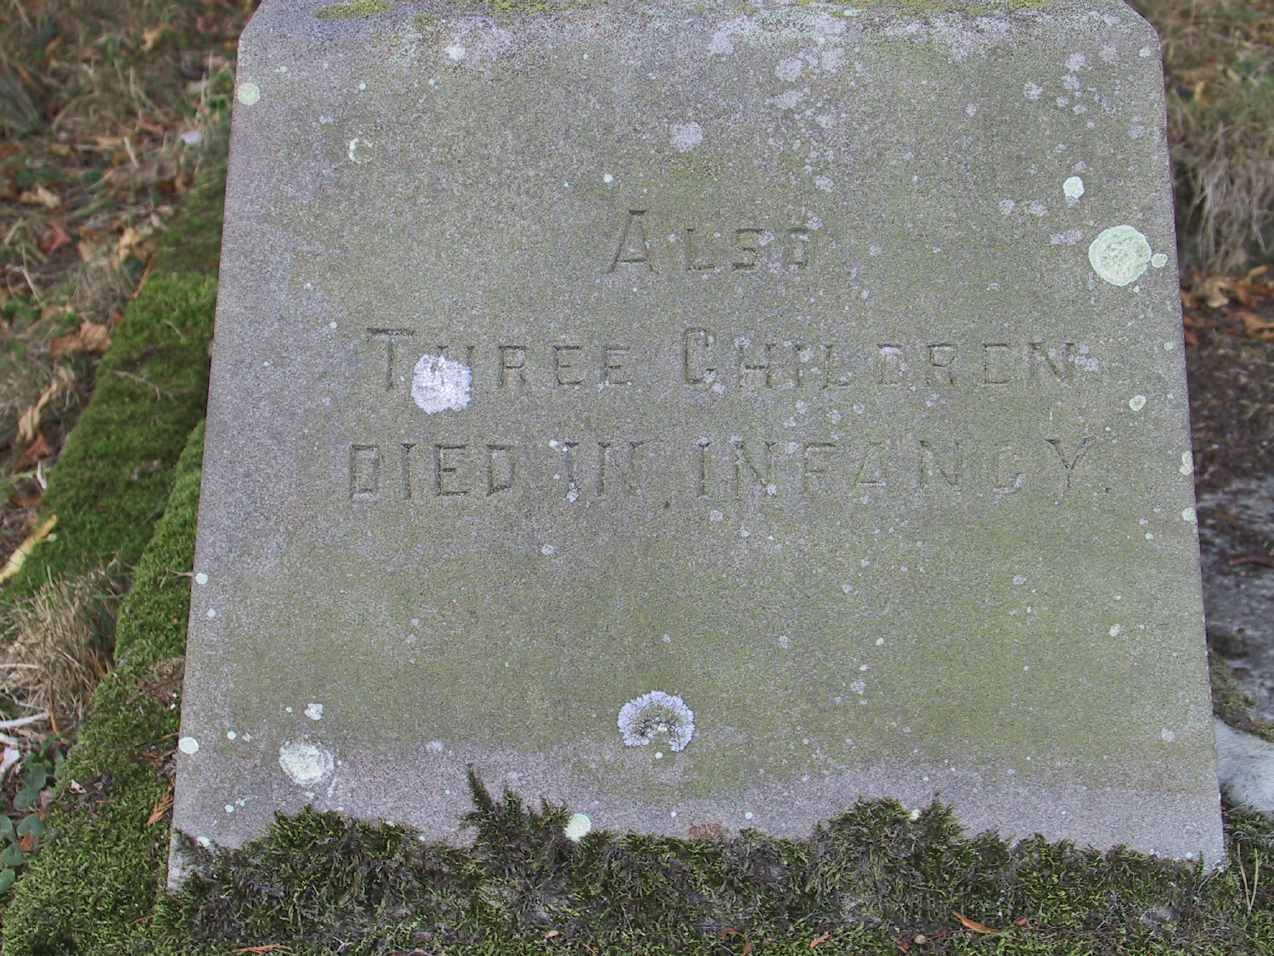 ALSO
THREE CHILDREN
DIED IN INFANCY.